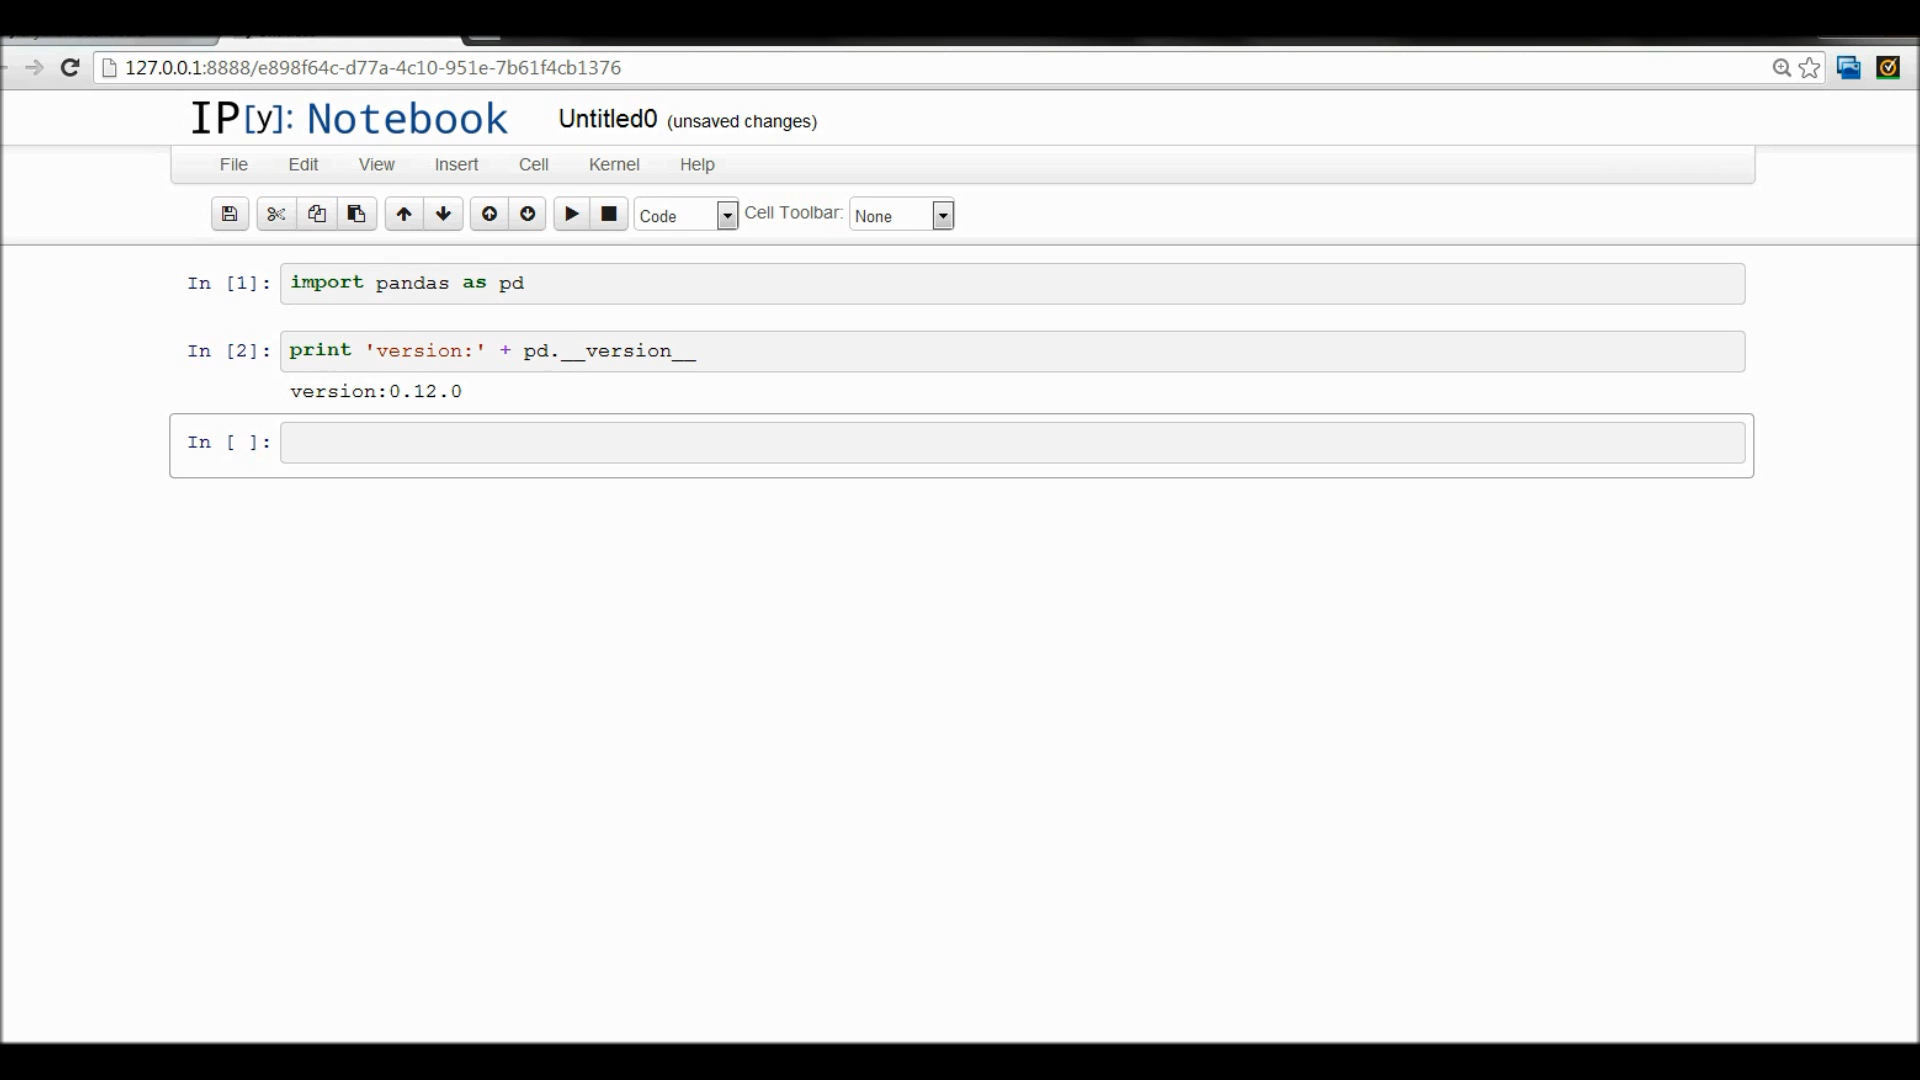 127.0.0.1:8888/e898f64c-d77a-4c10-951e-7b61f4cb1376
IP[y]: Notebook Untitled0 (unsaved changes)
File Edit View Insert Cell Kernel Help
Code Cell Toolbar: None
In [1]: import pandas as pd
In [2]: print 'version:' + pd.__version__
version:0.12.0
In [ ]: